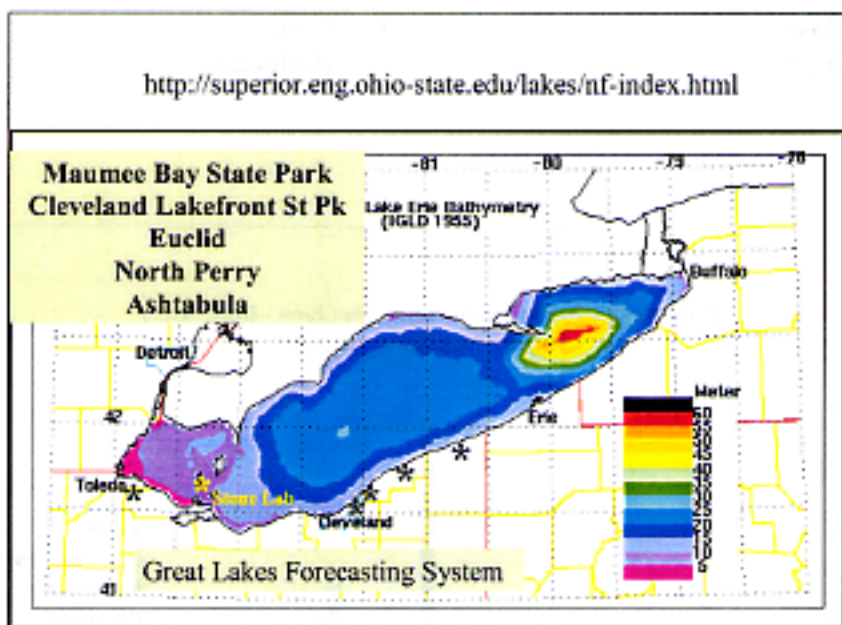 http://superior.eng.ohio-state.edu/lakes/nf-index.html
Maumee Bay State Park
Cleveland Lakefront St Pk
Euclid
North Perry
Ashtabula
-81
-80
-79
-78
Lake Erie Bathymetry
(IGLD 1955)
Buffalo
Detroit
42
Erie
Meter
Toledo
Stone Lab
Cleveland
41
Great Lakes Forecasting System